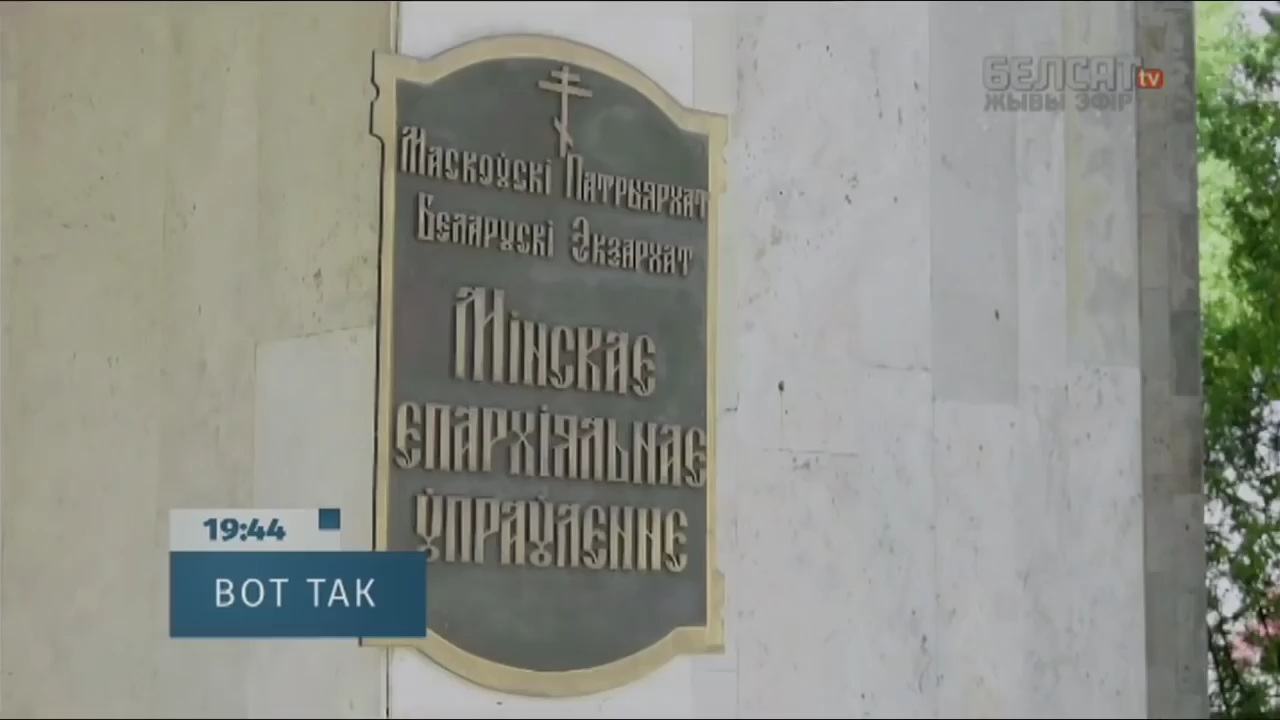 БЕЛСАТ tv
ЖЫВЫ ЭФІР
Маскоўскі Патрыярхат
Беларускі Экзархат
Мінскае
епархіяльнае
ўпраўленне
19:44
ВОТ ТАК